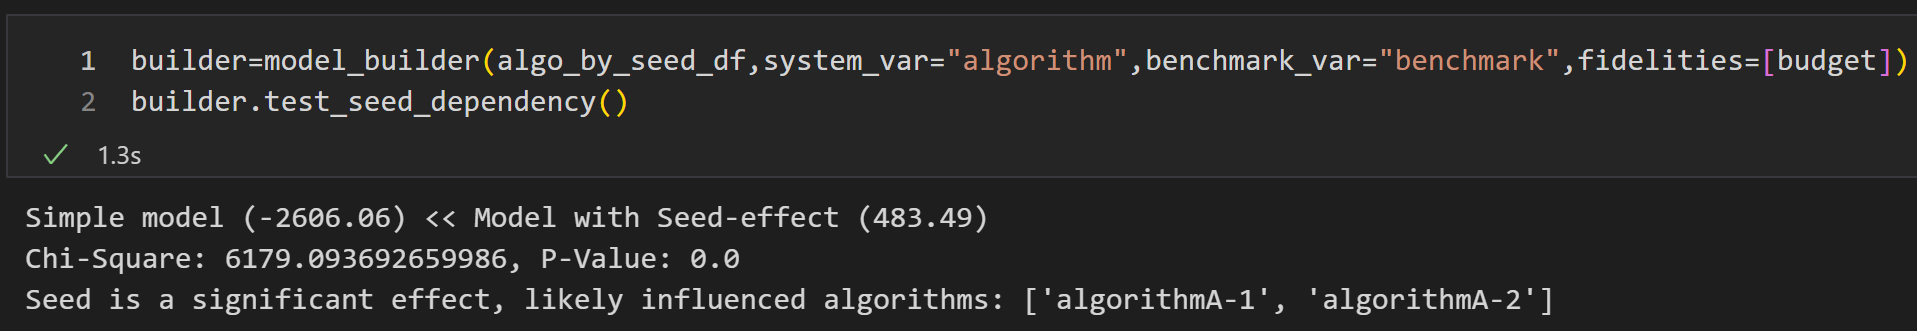 1 builder=model_builder(algo_by_seed_df,system_var="algorithm",benchmark_var="benchmark",fidelities=[budget])
2 builder.test_seed_dependency()
✓ 1.3s
Simple model (-2606.06) << Model with Seed-effect (483.49)
Chi-Square: 6179.093692659986, P-Value: 0.0
Seed is a significant effect, likely influenced algorithms: ['algorithmA-1', 'algorithmA-2']